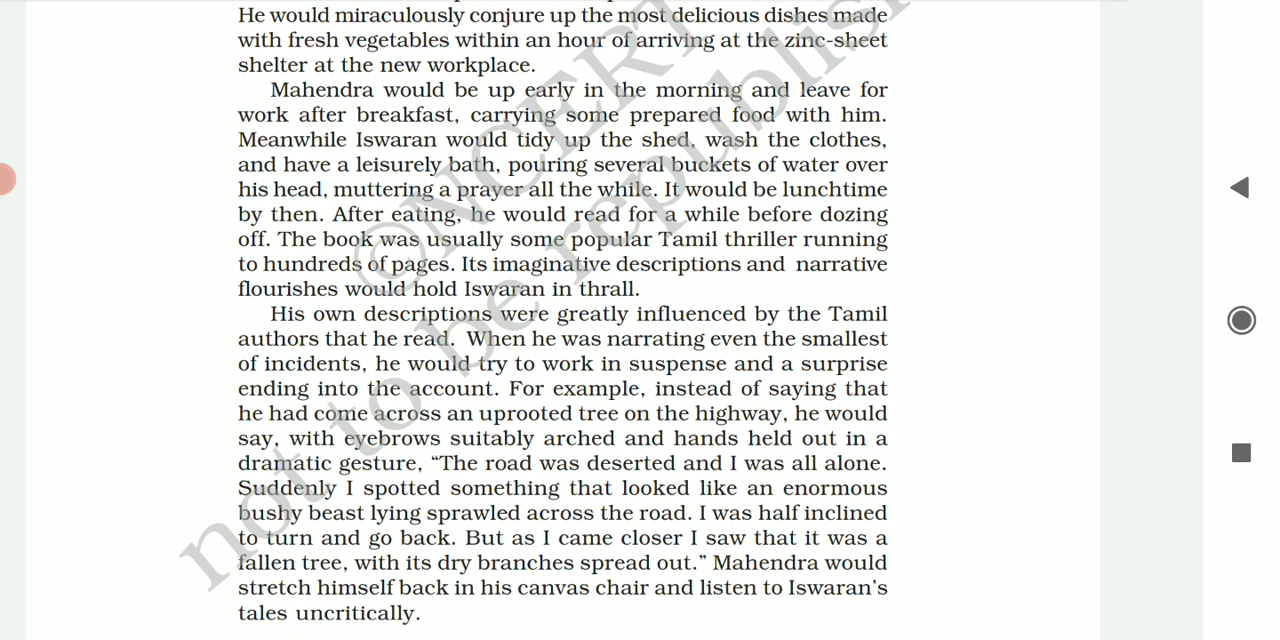 He would miraculously conjure up the most delicious dishes made
with fresh vegetables within an hour of arriving at the zinc-sheet
shelter at the new workplace.
Mahendra would be up early in the morning and leave for
work after breakfast, carrying some prepared food with him.
Meanwhile Iswaran would tidy up the shed, wash the clothes,
and have a leisurely bath, pouring several buckets of water over
his head, muttering a prayer all the while. It would be lunchtime
by then. After eating, he would read for a while before dozing
off. The book was usually some popular Tamil thriller running
to hundreds of pages. Its imaginative descriptions and narrative
flourishes would hold Iswaran in thrall.
His own descriptions were greatly influenced by the Tamil
authors that he read. When he was narrating even the smallest
of incidents, he would try to work in suspense and a surprise
ending into the account. For example, instead of saying that
he had come across an uprooted tree on the highway, he would
say, with eyebrows suitably arched and hands held out in a
dramatic gesture, “The road was deserted and I was all alone.
Suddenly I spotted something that looked like an enormous
bushy beast lying sprawled across the road. I was half inclined
to turn and go back. But as I came closer I saw that it was a
fallen tree, with its dry branches spread out.” Mahendra would
stretch himself back in his canvas chair and listen to Iswaran’s
tales uncritically.
©NCERT
not to be republish